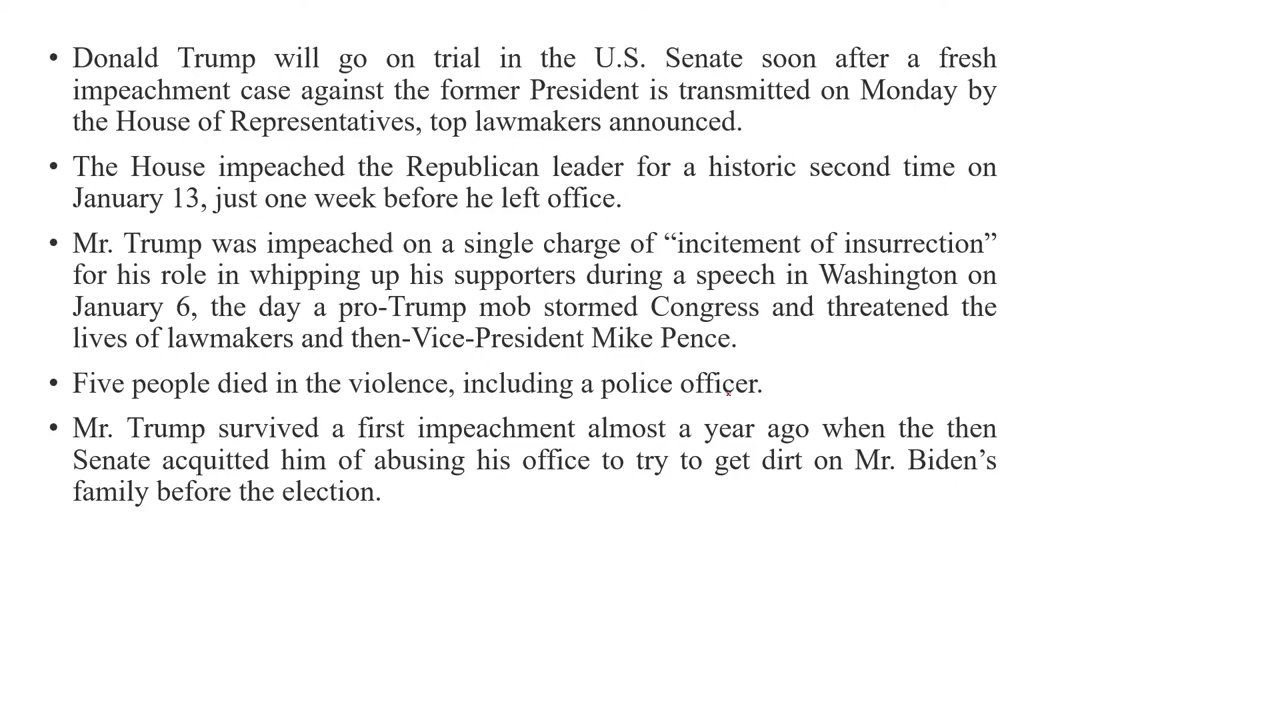 • Donald Trump will go on trial in the U.S. Senate soon after a fresh
impeachment case against the former President is transmitted on Monday by
the House of Representatives, top lawmakers announced.
• The House impeached the Republican leader for a historic second time on
January 13, just one week before he left office.
• Mr. Trump was impeached on a single charge of “incitement of insurrection”
for his role in whipping up his supporters during a speech in Washington on
January 6, the day a pro-Trump mob stormed Congress and threatened the
lives of lawmakers and then-Vice-President Mike Pence.
• Five people died in the violence, including a police officer.
• Mr. Trump survived a first impeachment almost a year ago when the then
Senate acquitted him of abusing his office to try to get dirt on Mr. Biden’s
family before the election.